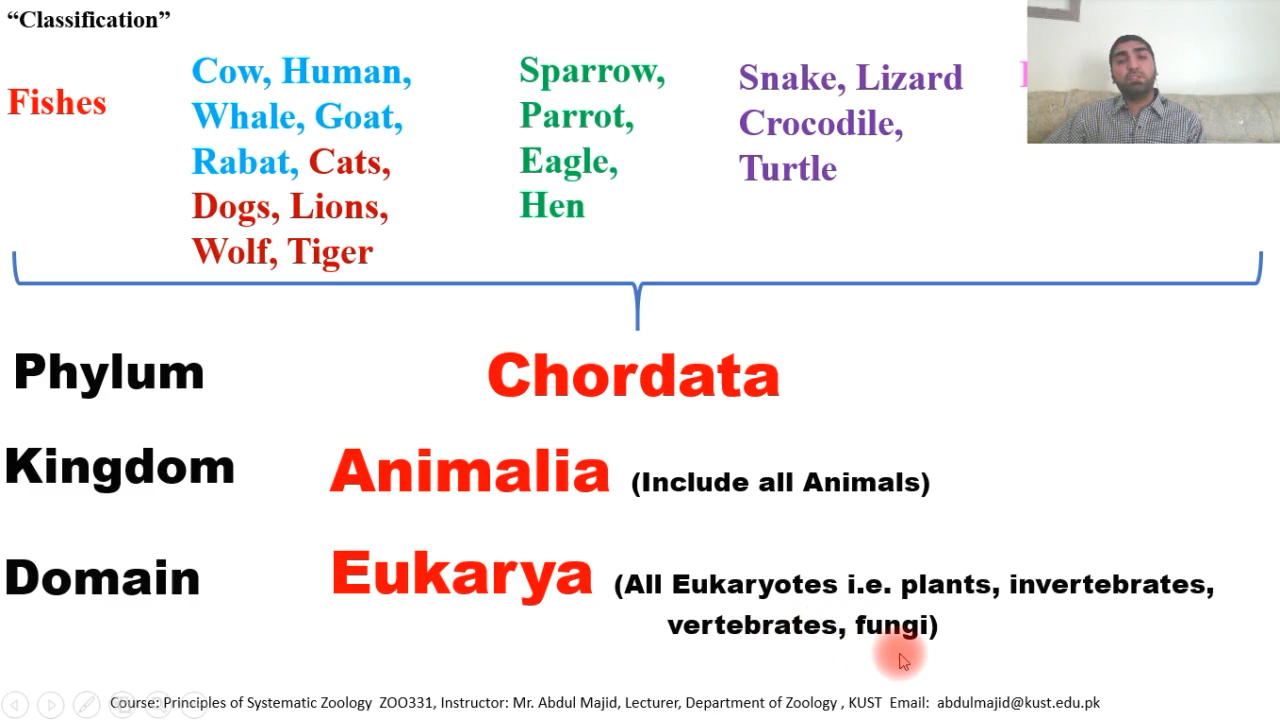 “Classification”
Fishes
Cow, Human,
Whale, Goat,
Rabat, Cats,
Dogs, Lions,
Wolf, Tiger
Sparrow,
Parrot,
Eagle,
Hen
Snake, Lizard
Crocodile,
Turtle
Phylum Chordata
Kingdom Animalia (Include all Animals)
Domain Eukarya (All Eukaryotes i.e. plants, invertebrates,
vertebrates, fungi)
Course: Principles of Systematic Zoology ZOO331, Instructor: Mr. Abdul Majid, Lecturer, Department of Zoology , KUST Email: abdulmajid@kust.edu.pk